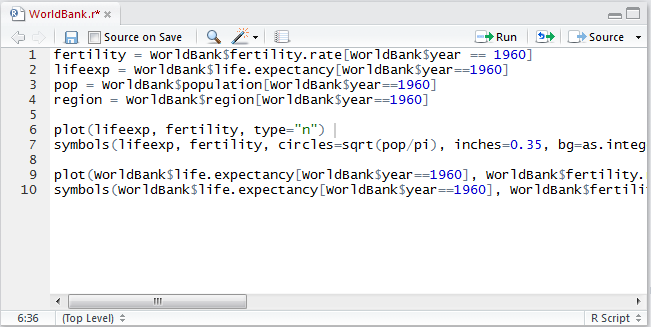 WorldBank.r*
Source on Save Run Source
1 fertility = WorldBank$fertility.rate[WorldBank$year == 1960]
2 lifeexp = WorldBank$life.expectancy[WorldBank$year==1960]
3 pop = WorldBank$population[WorldBank$year==1960]
4 region = WorldBank$region[WorldBank$year==1960]
5
6 plot(lifeexp, fertility, type="n")
7 symbols(lifeexp, fertility, circles=sqrt(pop/pi), inches=0.35, bg=as.integ
8
9 plot(WorldBank$life.expectancy[WorldBank$year==1960], WorldBank$fertility.
10 symbols(WorldBank$life.expectancy[WorldBank$year==1960], WorldBank$fertili
6:36 (Top Level) R Script